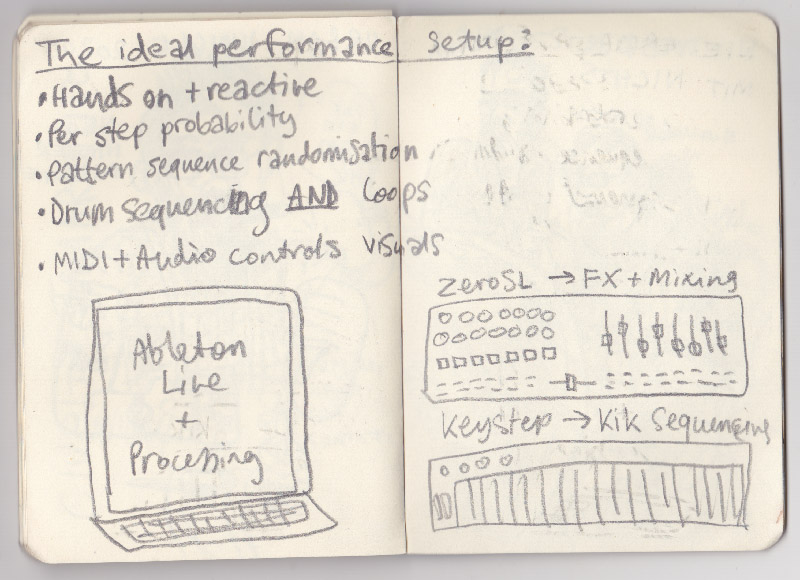 The ideal performance setup?
• Hands on + reactive
• Per step probability
• Pattern sequence randomisation
• Drum sequencing AND loops
• MIDI + Audio controls visuals
Ableton
Live
+
Processing
ZeroSL → FX + Mixing
Keystep → Kik Sequencing